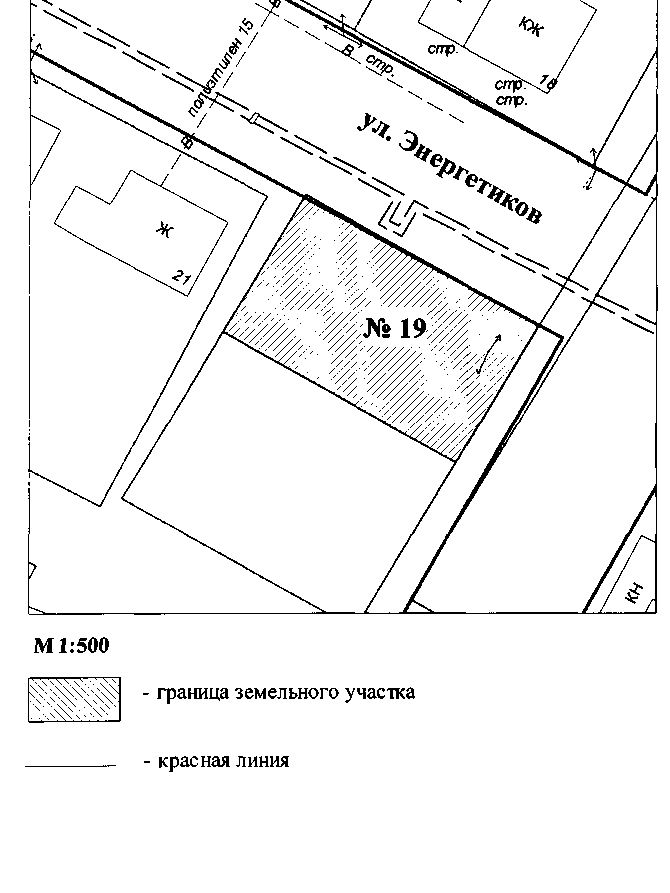 КЖ
18
стр.
стр.
стр.
В
стр.
В
полиэтилен 15
В
ул. Энергетиков
Ж
21
№ 19
КН
М 1:500
- граница земельного участка
- красная линия